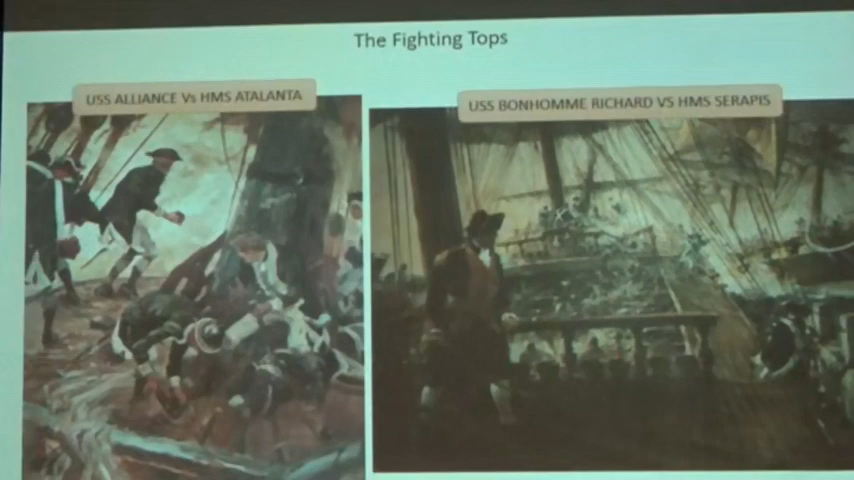 The Fighting Tops
USS ALLIANCE Vs HMS ATALANTA
USS BONHOMME RICHARD VS HMS SERAPIS